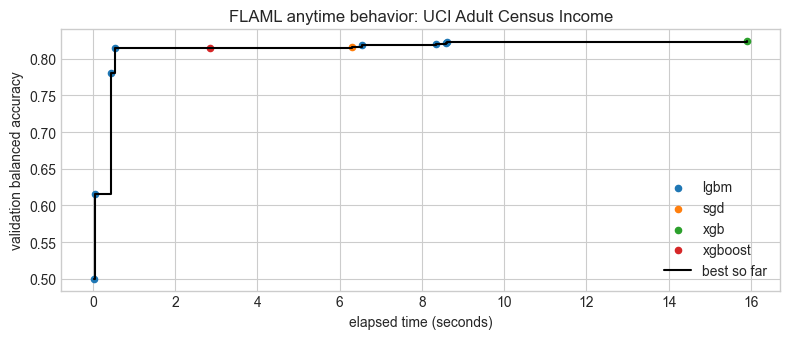 FLAML anytime behavior: UCI Adult Census Income
validation balanced accuracy
0.80
0.75
0.70
0.65
0.60
0.55
0.50
lgbm
sgd
xgb
xgboost
best so far
0 2 4 6 8 10 12 14 16
elapsed time (seconds)